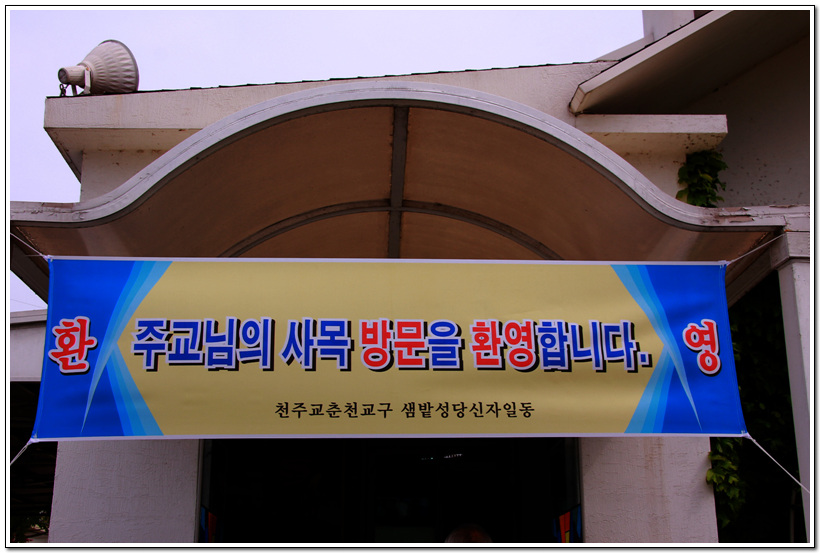 환
주교님의 사목 방문을 환영합니다.
영
천주교춘천교구 샘밭성당신자일동